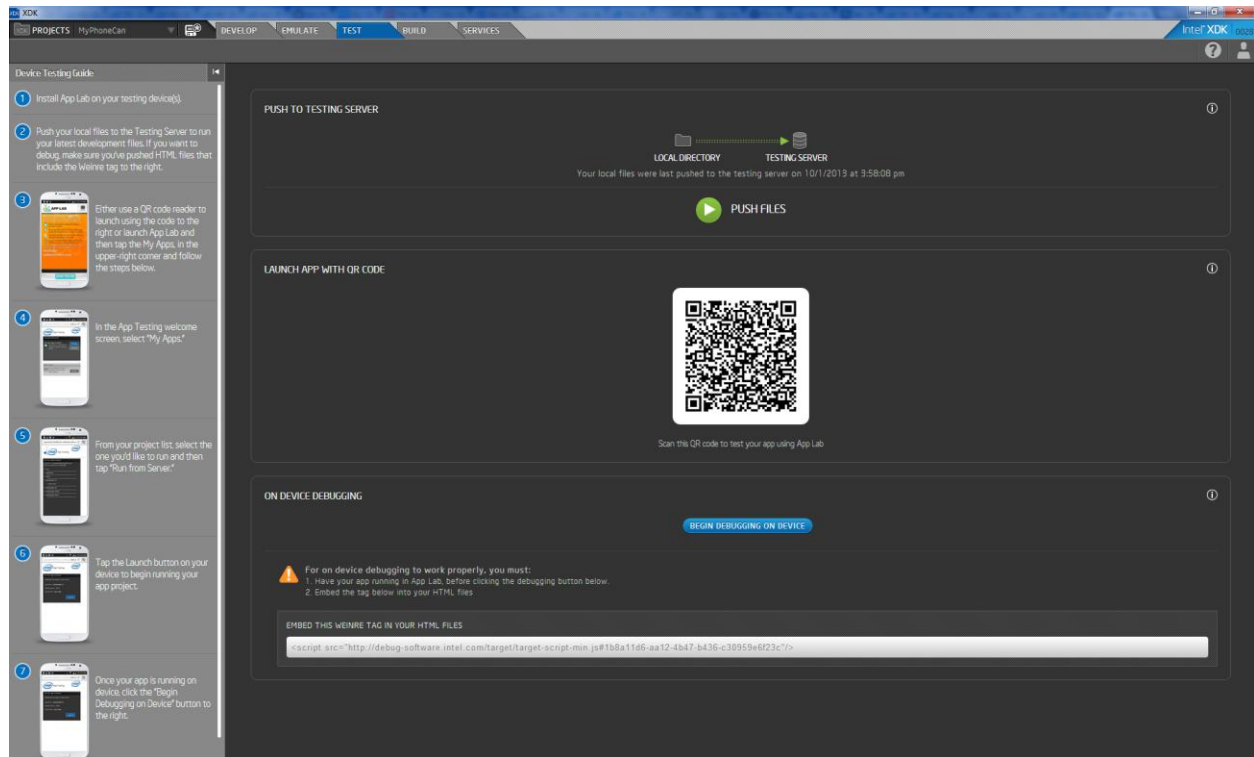 XDK
PROJECTS MyPhoneCan
DEVELOP EMULATE TEST BUILD SERVICES
Intel® XDK 0028
Device Testing Guide
1 Install App Lab on your testing device(s).
2 Push your local files to the Testing Server to run
your latest development files. If you want to
debug, make sure you've pushed HTML files that
include the Weinre tag to the right.
3 Either use a QR code reader to
launch using the code to the
right or launch App Lab and
then tap the My Apps, in the
upper-right corner and follow
the steps below.
APP LAB
4 In the App Testing welcome
screen, select "My Apps."
5 From your project list, select the
one you'd like to run and then
tap "Run from Server."
6 Tap the Launch button on your
device to begin running your
app project.
7 Once your app is running on
device, click the "Begin
Debugging on Device" button to
the right.
PUSH TO TESTING SERVER
LOCAL DIRECTORY TESTING SERVER
Your local files were last pushed to the testing server on 10/1/2013 at 3:58:08 pm
PUSH FILES
LAUNCH APP WITH QR CODE
Scan this QR code to test your app using App Lab
ON DEVICE DEBUGGING
BEGIN DEBUGGING ON DEVICE
For on device debugging to work properly, you must:
1. Have your app running in App Lab, before clicking the debugging button below.
2. Embed the tag below into your HTML files
EMBED THIS WEINRE TAG IN YOUR HTML FILES
<script src="http://debug-software.intel.com/target/target-script-min.js#1b8a11d6-aa12-4b47-b436-c30959e6f23c"/>